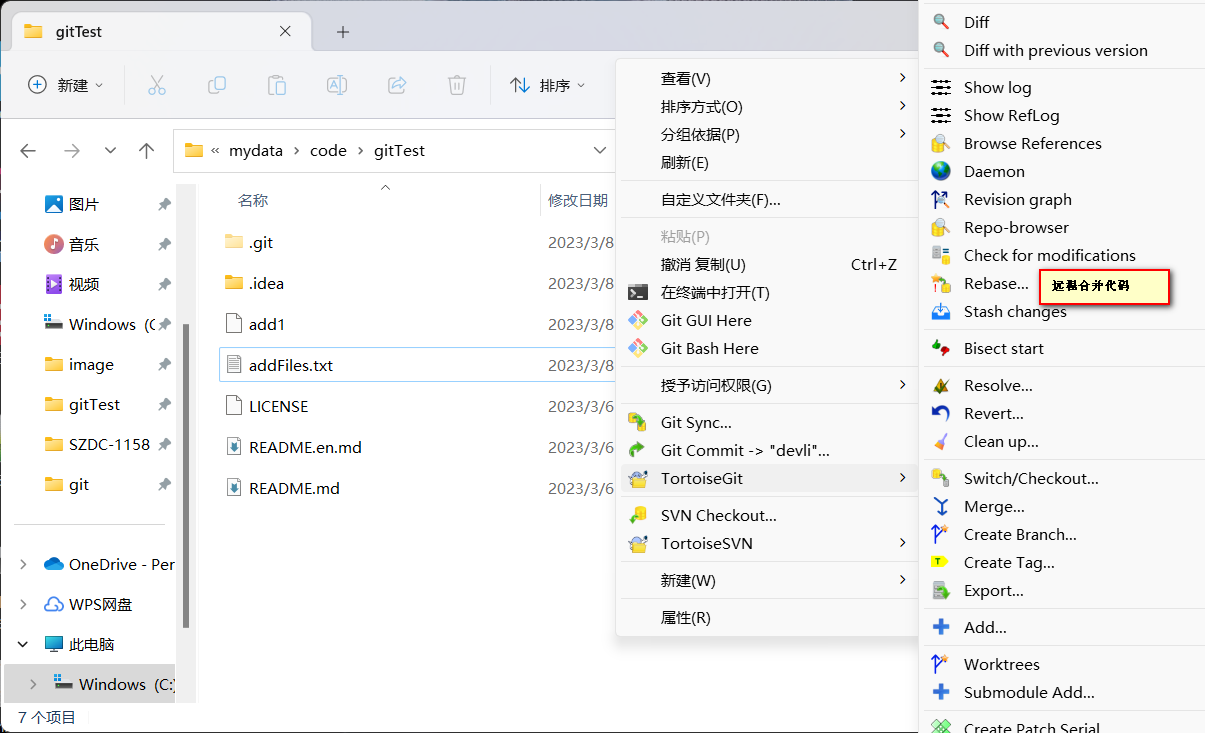 gitTest
新建
排序
« mydata › code › gitTest
名称
修改日期
图片
音乐
视频
Windows (C
image
gitTest
SZDC-1158
git
OneDrive - Per
WPS网盘
此电脑
Windows (C:)
7 个项目
.git 2023/3/8
.idea 2023/3/8
add1 2023/3/8
addFiles.txt 2023/3/8
LICENSE 2023/3/6
README.en.md 2023/3/6
README.md 2023/3/6
查看(V)
排序方式(O)
分组依据(P)
刷新(E)
自定义文件夹(F)...
粘贴(P)
撤消 复制(U) Ctrl+Z
在终端中打开(T)
Git GUI Here
Git Bash Here
授予访问权限(G)
Git Sync...
Git Commit -> "devli"...
TortoiseGit
SVN Checkout...
TortoiseSVN
新建(W)
属性(R)
Diff
Diff with previous version
Show log
Show RefLog
Browse References
Daemon
Revision graph
Repo-browser
Check for modifications
Rebase...
远程合并代码
Stash changes
Bisect start
Resolve...
Revert...
Clean up...
Switch/Checkout...
Merge...
Create Branch...
Create Tag...
Export...
Add...
Worktrees
Submodule Add...
Create Patch Serial